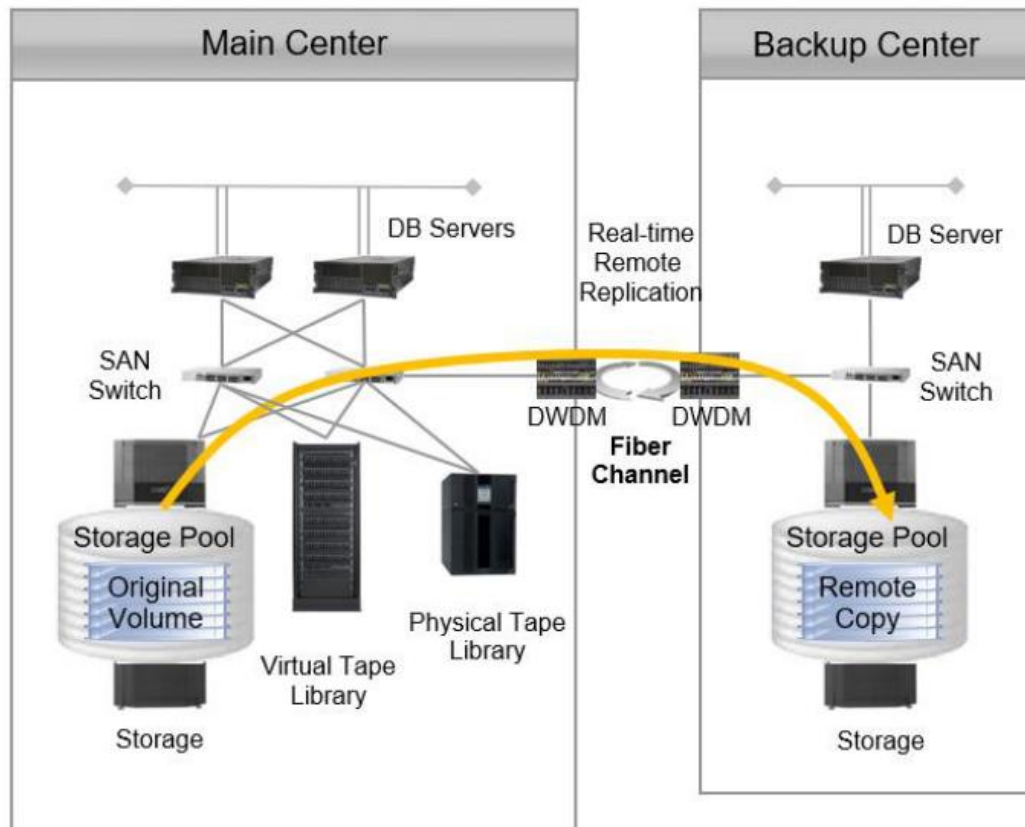 Main Center
Backup Center
DB Servers
Real-time
Remote
Replication
DB Server
SAN
Switch
SAN
Switch
DWDM
DWDM
Fiber
Channel
Storage Pool
Original
Volume
Storage Pool
Remote
Copy
Physical Tape
Library
Virtual Tape
Library
Storage
Storage